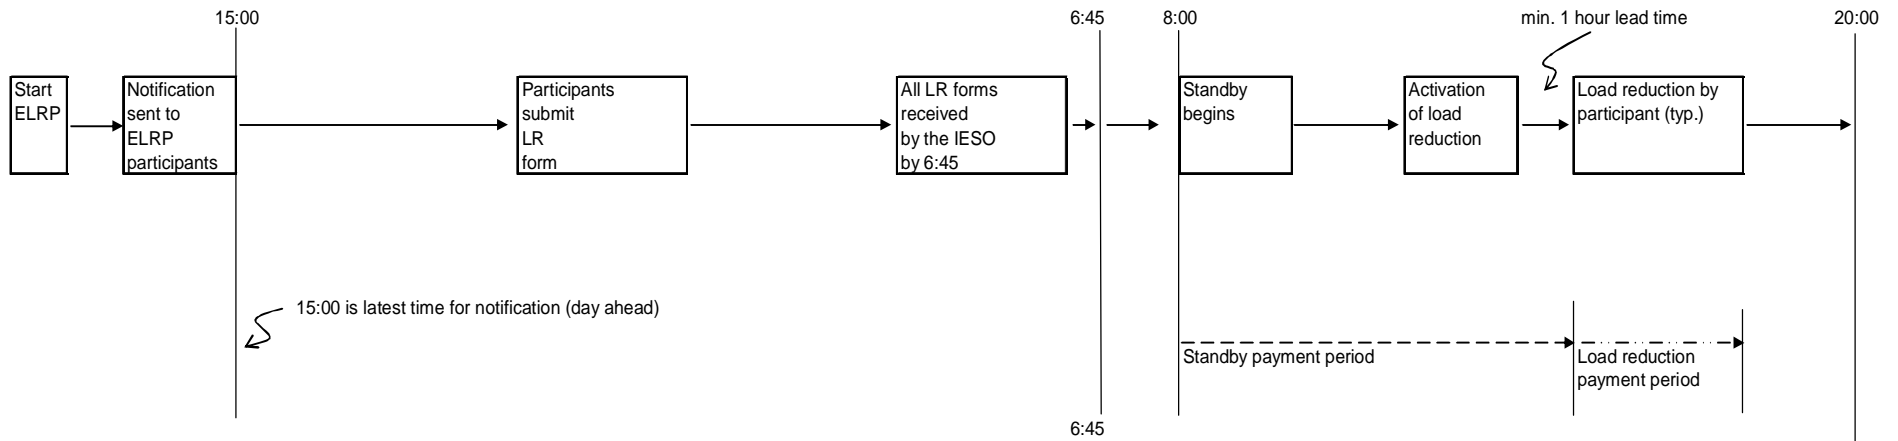 15:00
6:45
8:00
min. 1 hour lead time
20:00
Start
ELRP
Notification
sent to
ELRP
participants
Participants
submit
LR
form
All LR forms
received
by the IESO
by 6:45
Standby
begins
Activation
of load
reduction
Load reduction by
participant (typ.)
15:00 is latest time for notification (day ahead)
Standby payment period
Load reduction
payment period
6:45